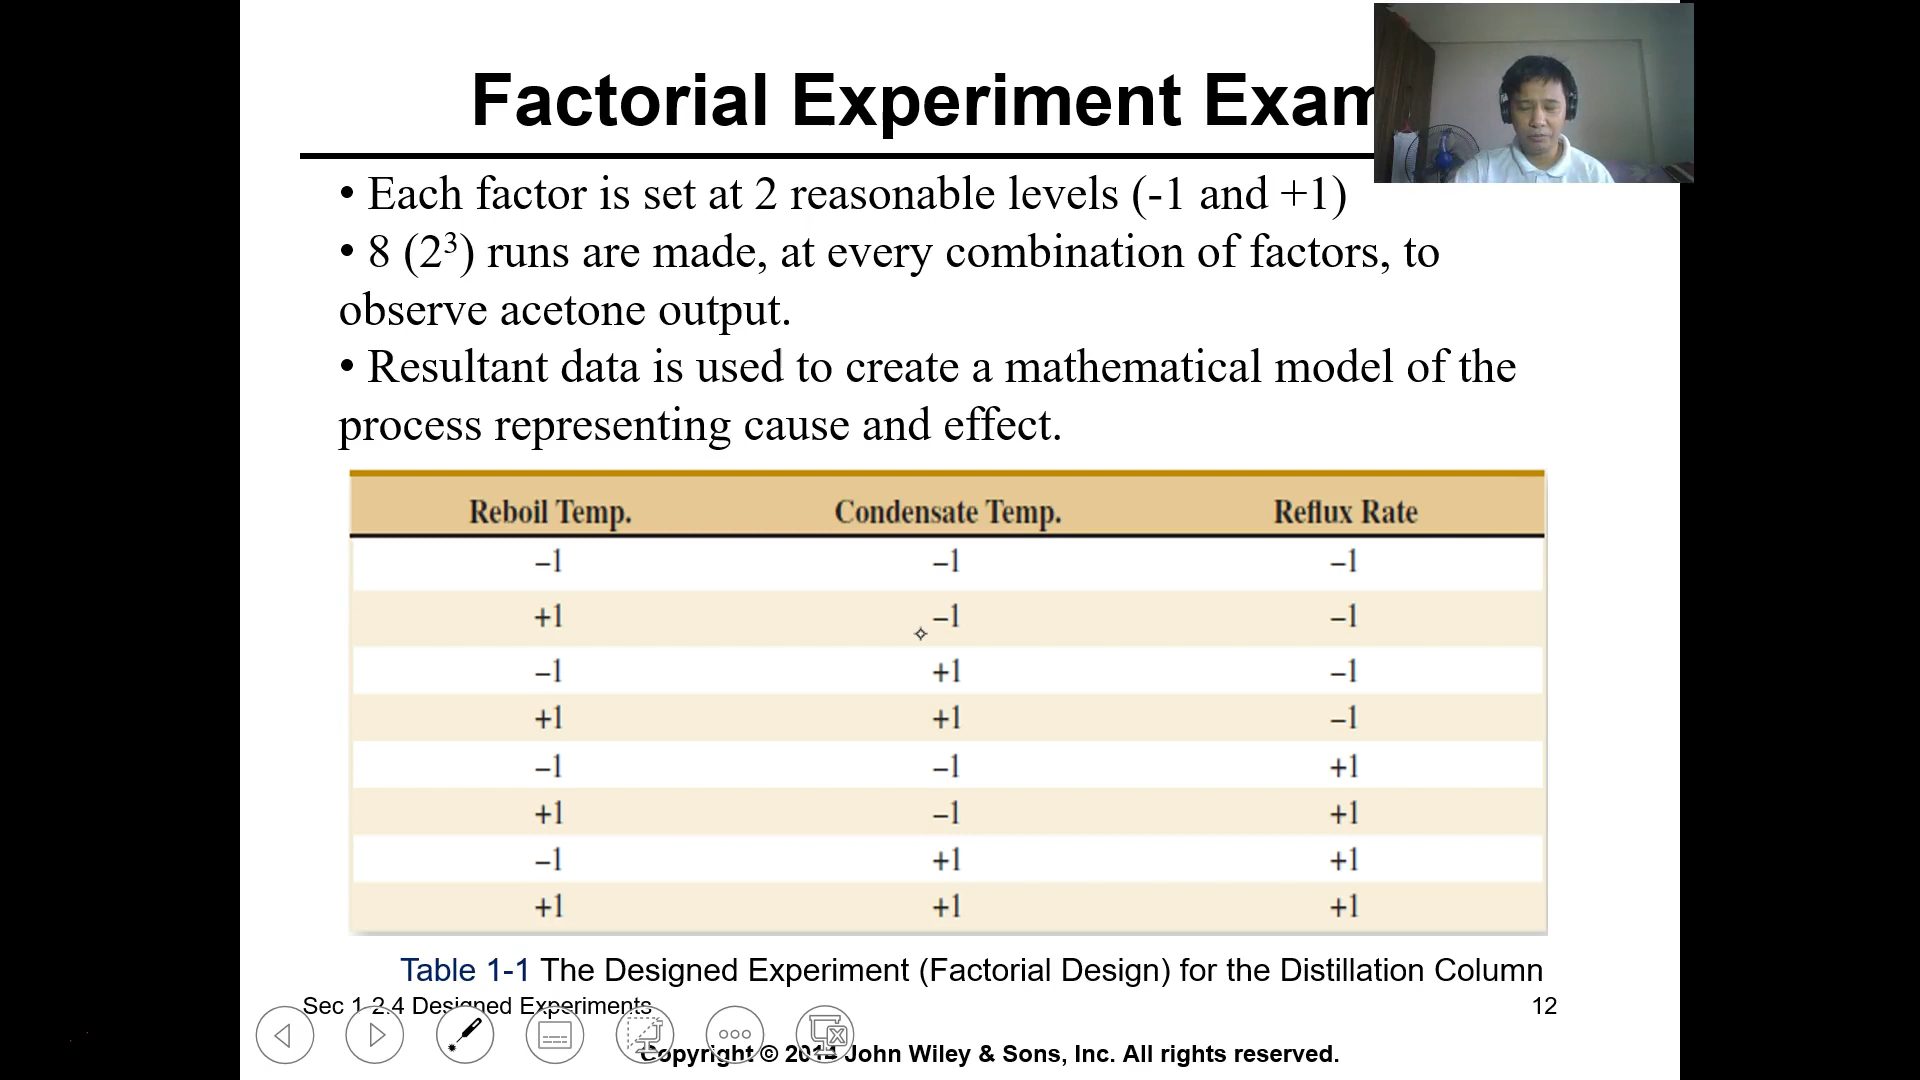 Factorial Experiment Exam
• Each factor is set at 2 reasonable levels (-1 and +1)
• 8 (2³) runs are made, at every combination of factors, to
observe acetone output.
• Resultant data is used to create a mathematical model of the
process representing cause and effect.
Reboil Temp. Condensate Temp. Reflux Rate
–1 –1 –1
+1 –1 –1
–1 +1 –1
+1 +1 –1
–1 –1 +1
+1 –1 +1
–1 +1 +1
+1 +1 +1
Table 1-1 The Designed Experiment (Factorial Design) for the Distillation Column
Sec 1-2.4 Designed Experiments
12
Copyright © 2014 John Wiley & Sons, Inc. All rights reserved.